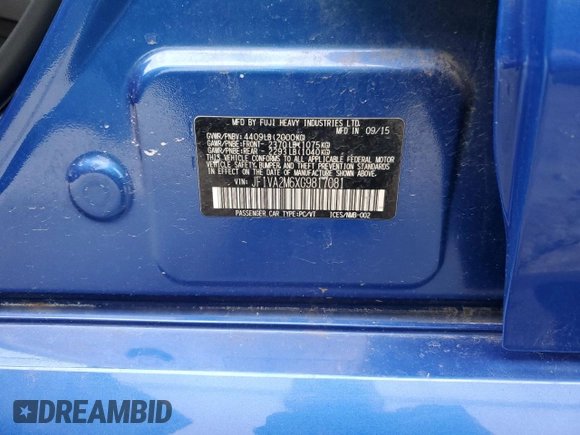 MFD BY FUJI HEAVY INDUSTRIES LTD.
MFD IN 09/15
GVWR/PNBV: 4409LB(2000KG)
GAWR/PNBE:FRONT- 2370LB(1075KG)
GAWR/PNBE:REAR - 2293LB(1040KG)
THIS VEHICLE CONFORMS TO ALL APPLICABLE FEDERAL MOTOR
VEHICLE SAFETY, BUMPER, AND THEFT PREVENTION STANDARDS
IN EFFECT ON THE DATE OF MANUFACTURE SHOWN ABOVE.
VIN: JF1VA2M6XG9817081
PASSENGER CAR TYPE:PC/VT ICES/NMB-002
DREAMBID